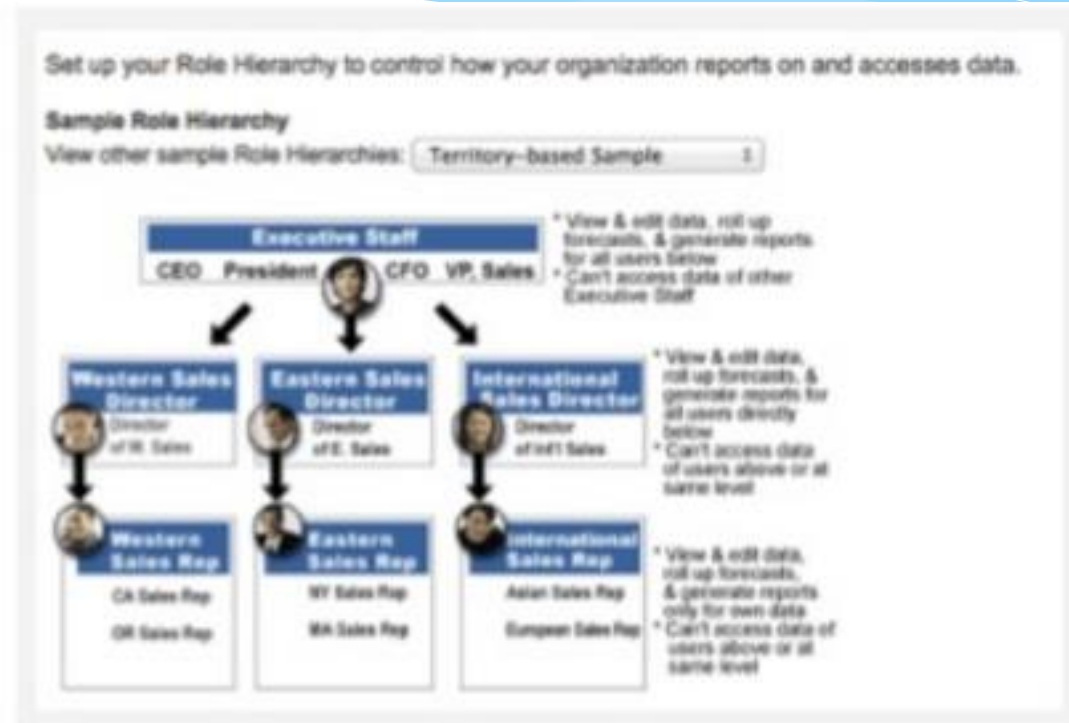 Set up your Role Hierarchy to control how your organization reports on and accesses data.
Sample Role Hierarchy
View other sample Role Hierarchies: Territory-based Sample
Executive Staff
CEO President CFO VP, Sales
* View & edit data, roll up
forecasts, & generate reports
for all users below
* Can't access data of other
Executive Staff
Western Sales
Director
Director
of W. Sales
Eastern Sales
Director
Director
of E. Sales
International
Sales Director
Director
of Int'l Sales
* View & edit data,
roll up forecasts, &
generate reports for
all users directly
below
* Can't access data
of users above or at
same level
Western
Sales Rep
CA Sales Rep
OR Sales Rep
Eastern
Sales Rep
NY Sales Rep
MA Sales Rep
International
Sales Rep
Asian Sales Rep
European Sales Rep
* View & edit data,
roll up forecasts,
& generate reports
only for own data
* Can't access data of
users above or at
same level